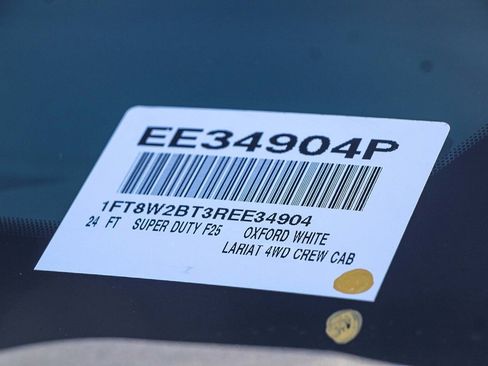 EE34904P
1FT8W2BT3REE34904
24 FT SUPER DUTY F25 OXFORD WHITE
LARIAT 4WD CREW CAB